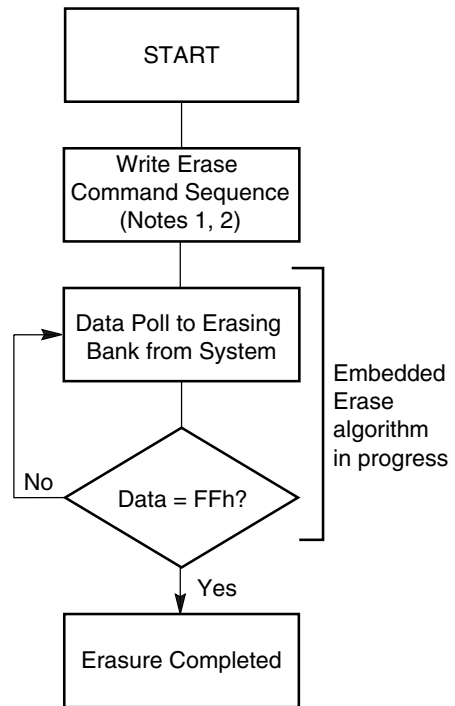 START
Write Erase
Command Sequence
(Notes 1, 2)
Data Poll to Erasing
Bank from System
Embedded
Erase
algorithm
in progress
No
Data = FFh?
Yes
Erasure Completed